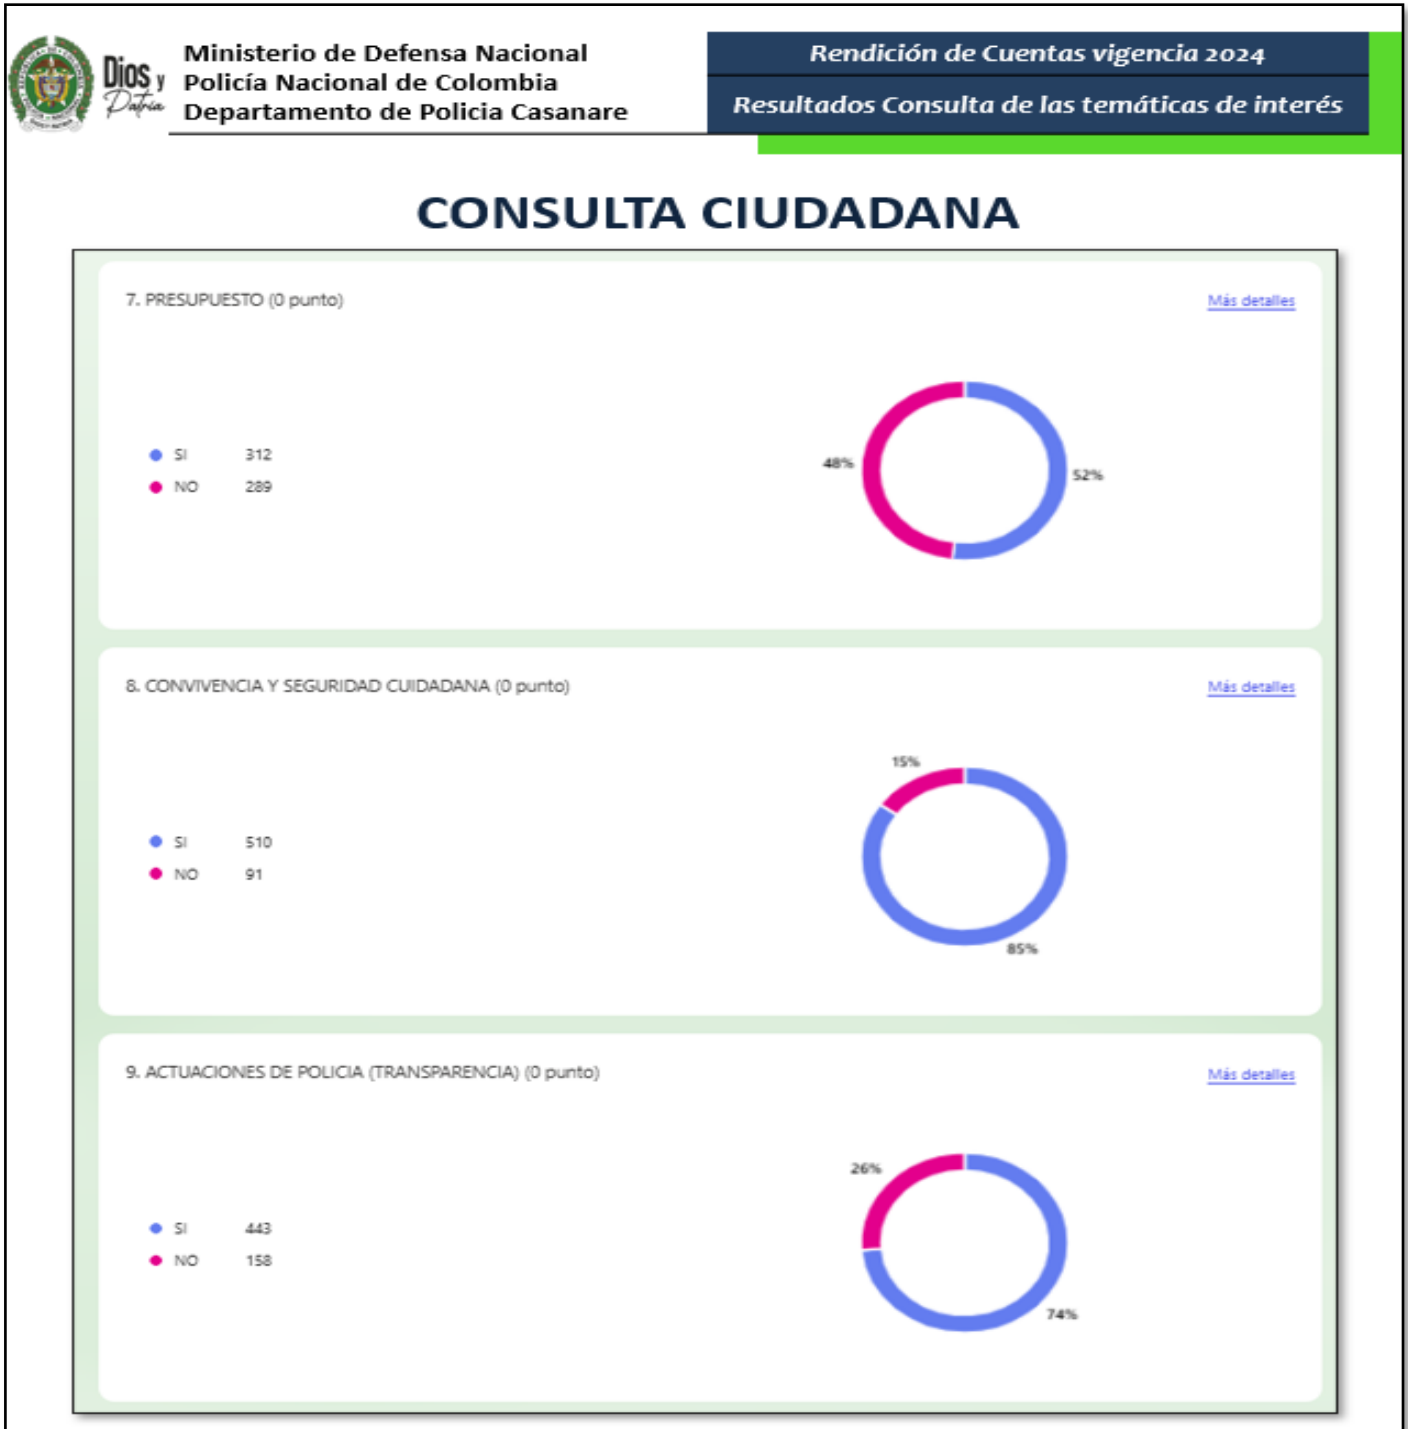 Dios y
Patria
Ministerio de Defensa Nacional
Policía Nacional de Colombia
Departamento de Policia Casanare
Rendición de Cuentas vigencia 2024
Resultados Consulta de las temáticas de interés
CONSULTA CIUDADANA
7. PRESUPUESTO (0 punto)
Más detalles
SI 312
NO 289
48%
52%
8. CONVIVENCIA Y SEGURIDAD CUIDADANA (0 punto)
Más detalles
SI 510
NO 91
15%
85%
9. ACTUACIONES DE POLICIA (TRANSPARENCIA) (0 punto)
Más detalles
SI 443
NO 158
26%
74%